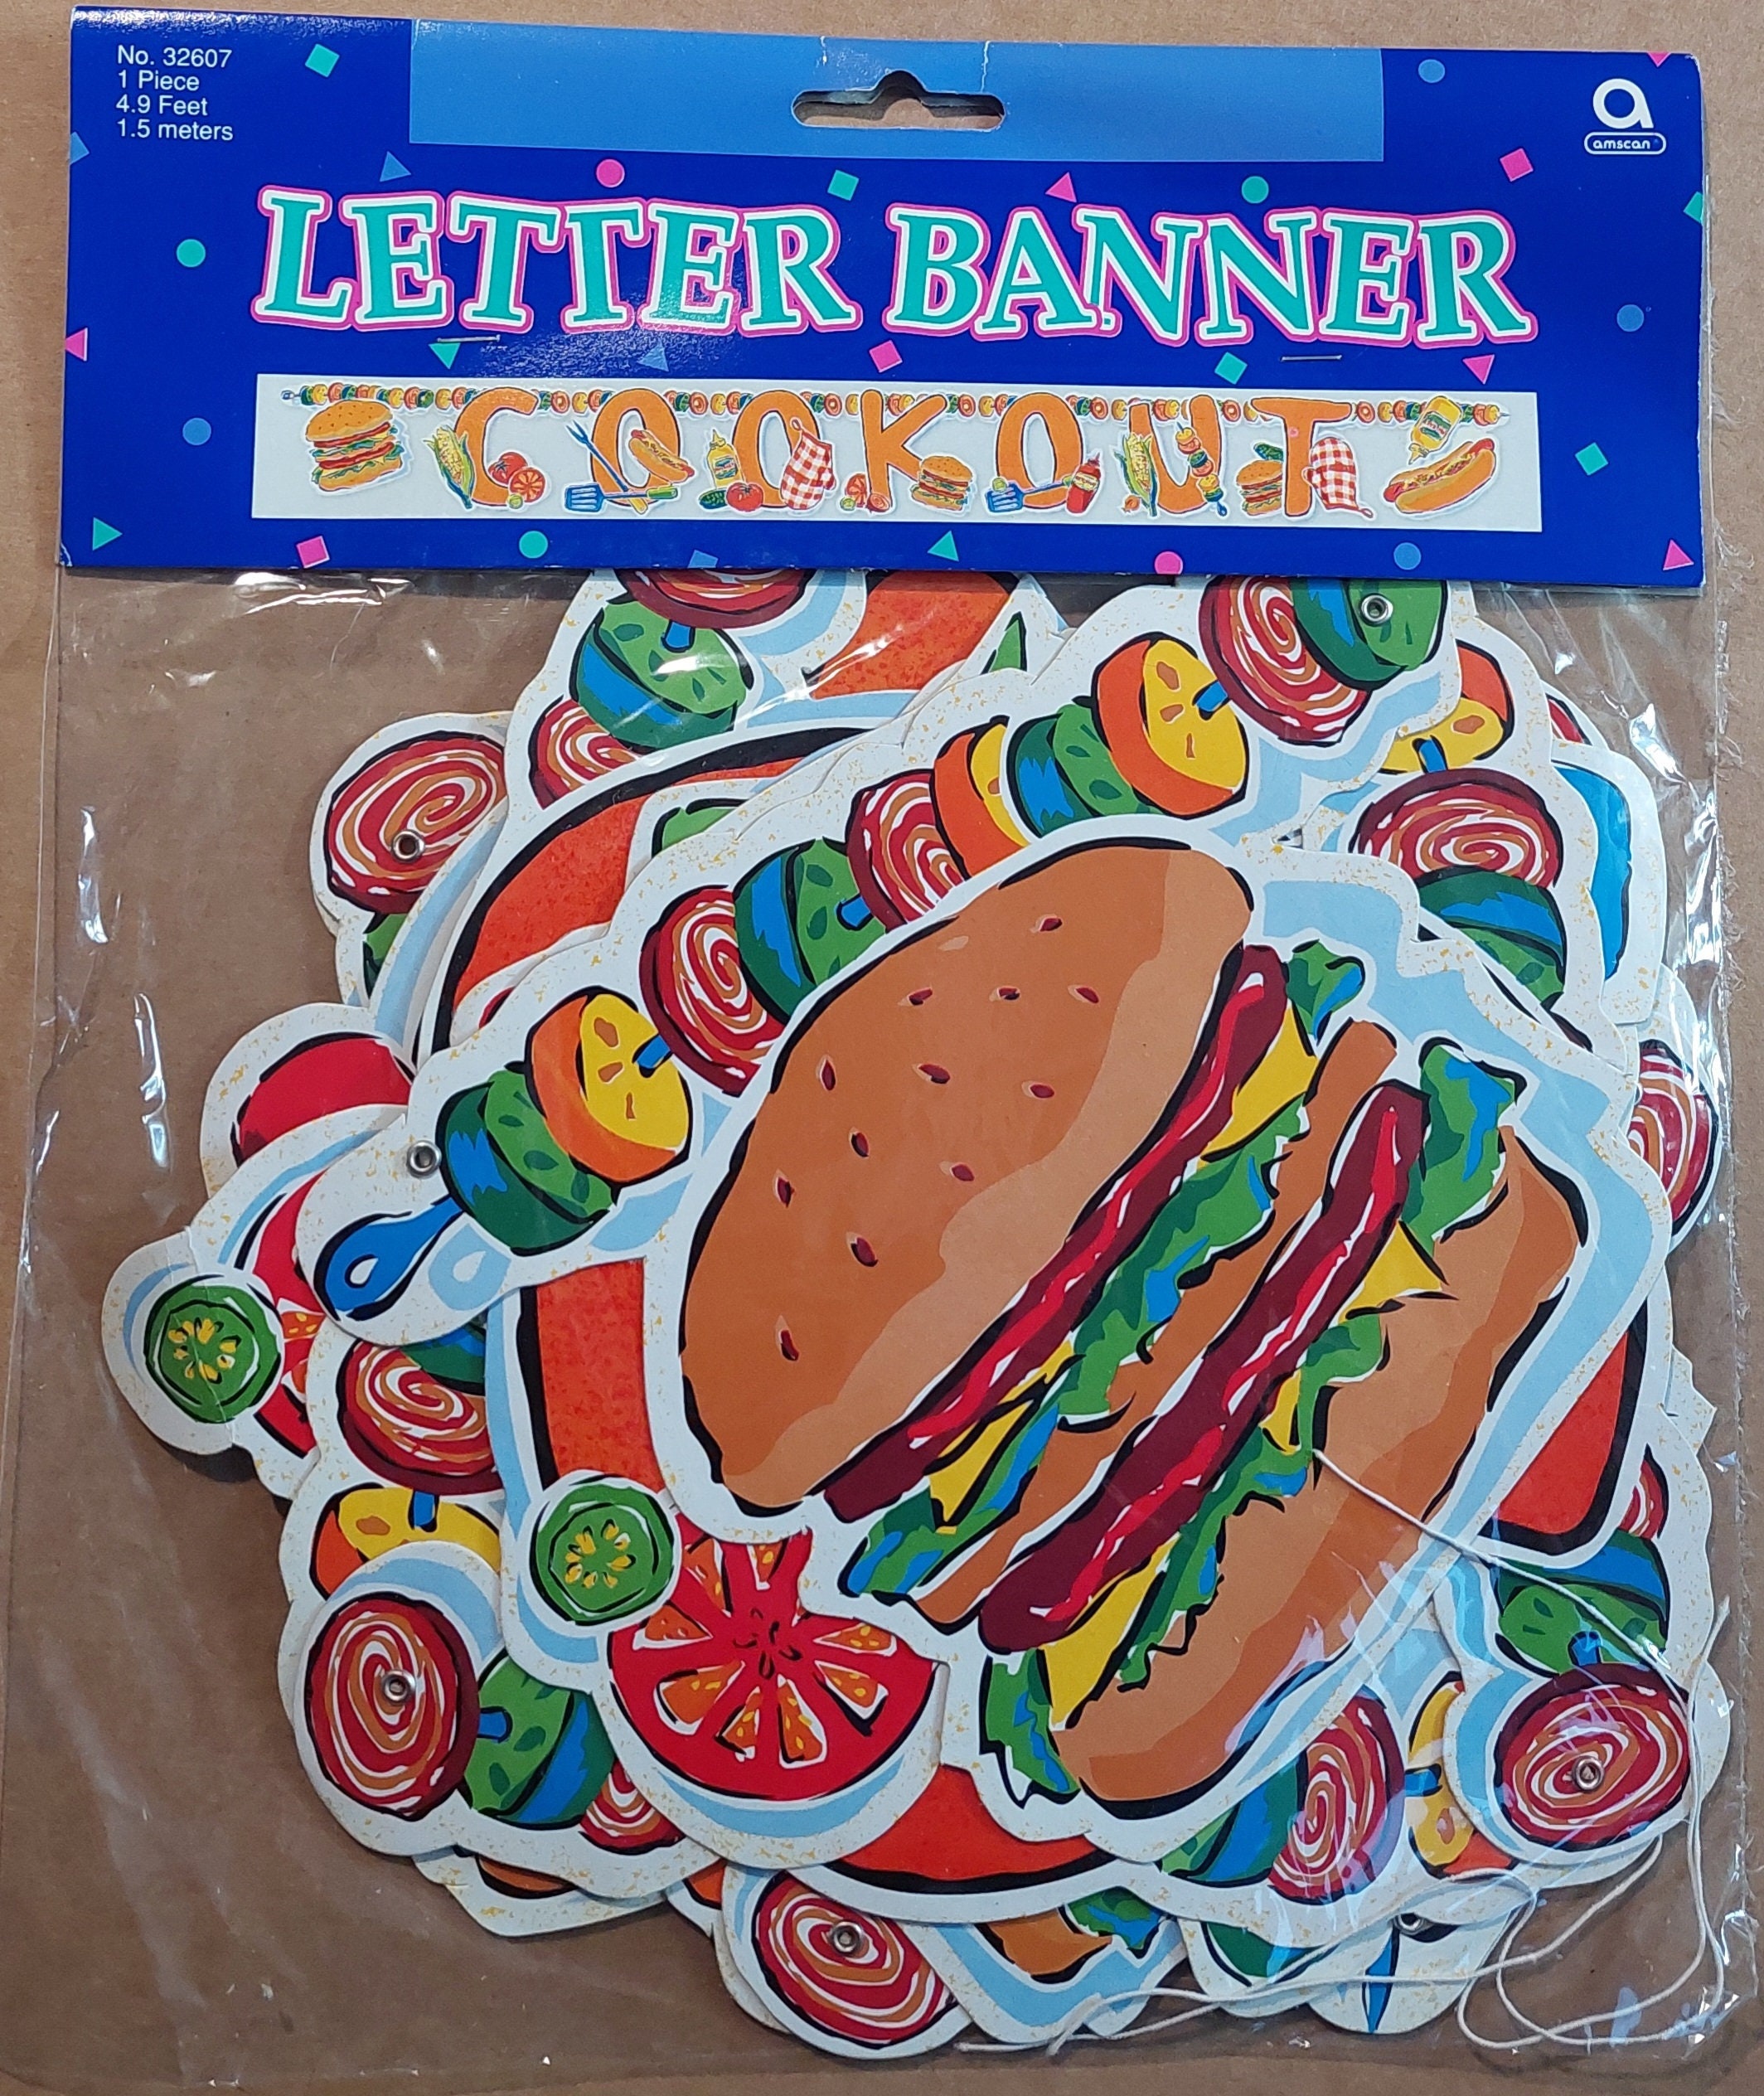 No. 32607
1 Piece
4.9 Feet
1.5 meters
a
amscan
LETTER BANNER
COOKOUT